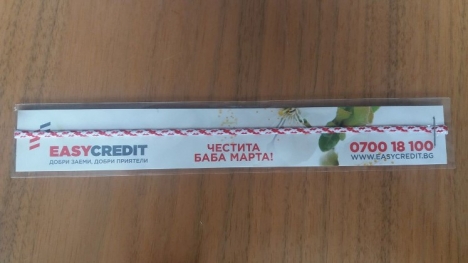 EASYCREDIT
ДОБРИ ЗАЕМИ, ДОБРИ ПРИЯТЕЛИ
ЧЕСТИТА
БАБА МАРТА!
0700 18 100
WWW.EASYCREDIT.BG